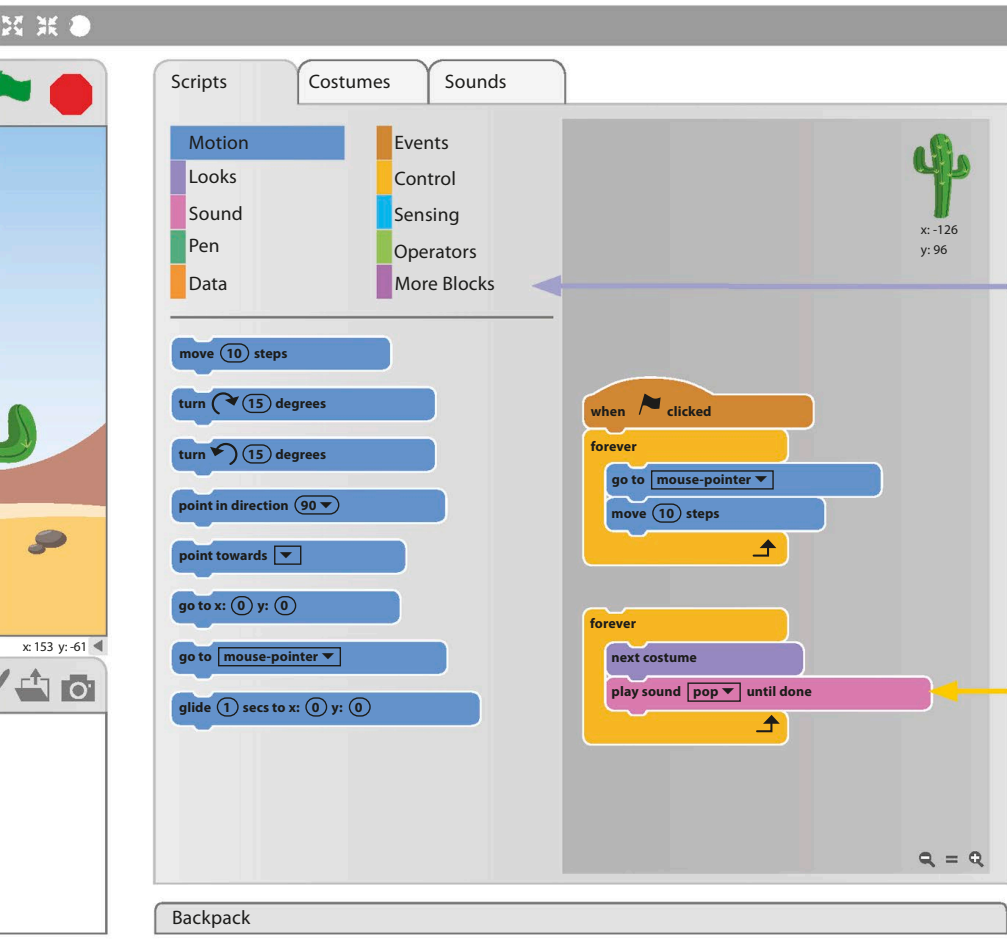 Scripts
Costumes
Sounds
Motion
Looks
Sound
Pen
Data
Events
Control
Sensing
Operators
More Blocks
move 10 steps
turn 15 degrees
turn 15 degrees
point in direction 90
point towards
go to x: 0 y: 0
go to mouse-pointer
glide 1 secs to x: 0 y: 0
x: -126
y: 96
when clicked
forever
go to mouse-pointer
move 10 steps
forever
next costume
play sound pop until done
x: 153 y: -61
Backpack